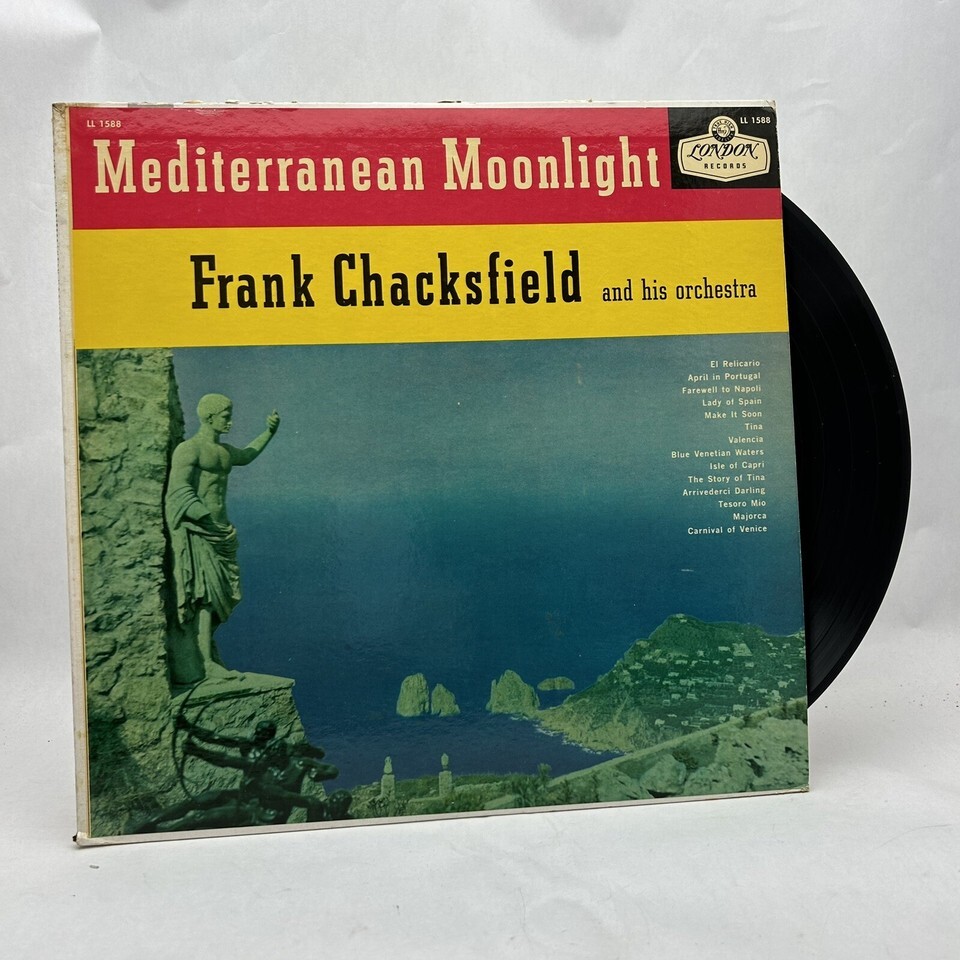 LL 1588
LL 1588
Mediterranean Moonlight
LONDON
RECORDS
Frank Chacksfield and his orchestra
El Relicario
April in Portugal
Farewell to Napoli
Lady of Spain
Make It Soon
Tina
Valencia
Blue Venetian Waters
Isle of Capri
The Story of Tina
Arrivederci Darling
Tesoro Mio
Majorca
Carnival of Venice